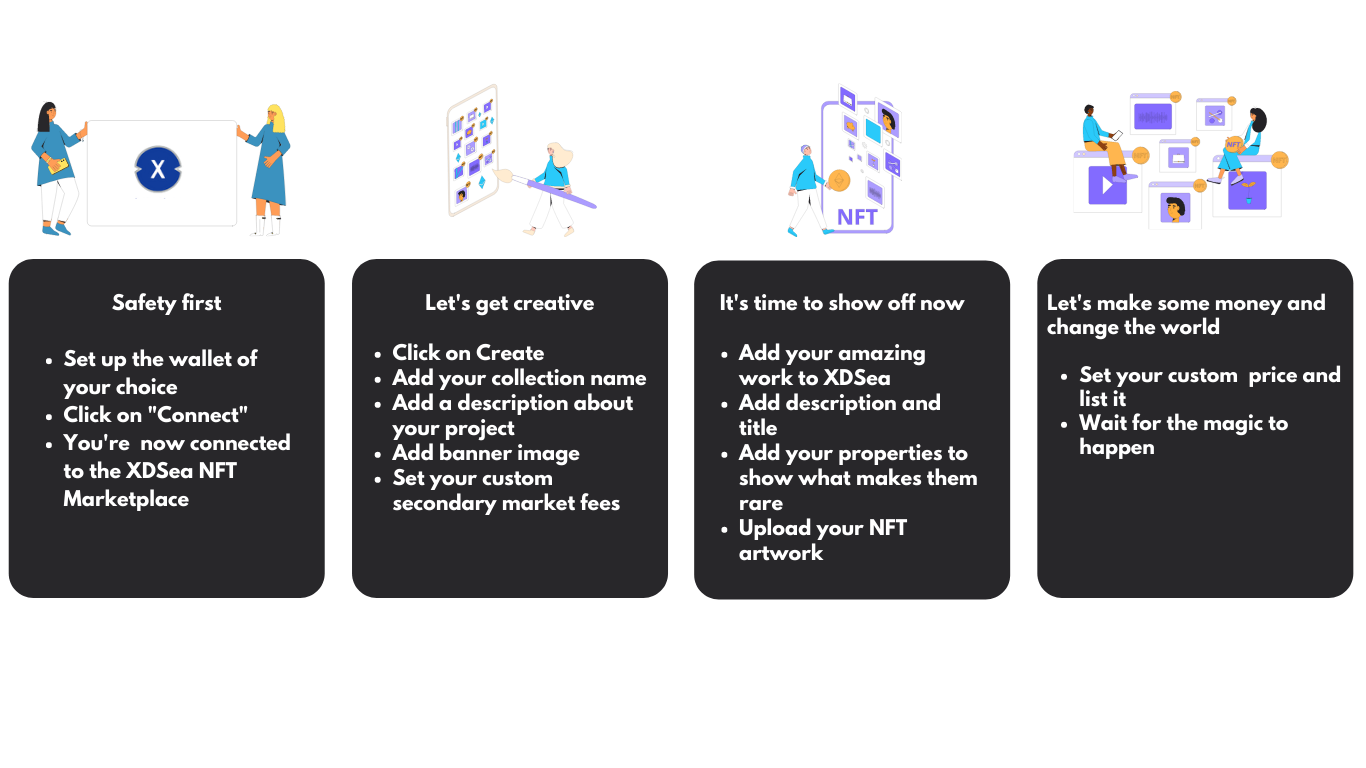 X
NFT
NFT
Safety first
• Set up the wallet of
your choice
• Click on "Connect"
• You're  now connected
to the XDSea NFT
Marketplace
Let's get creative
• Click on Create
• Add your collection name
• Add a description about
your project
• Add banner image
• Set your custom
secondary market fees
It's time to show off now
• Add your amazing
work to XDSea
• Add description and
title
• Add your properties to
show what makes them
rare
• Upload your NFT
artwork
Let's make some money and
change the world
• Set your custom  price and
list it
• Wait for the magic to
happen